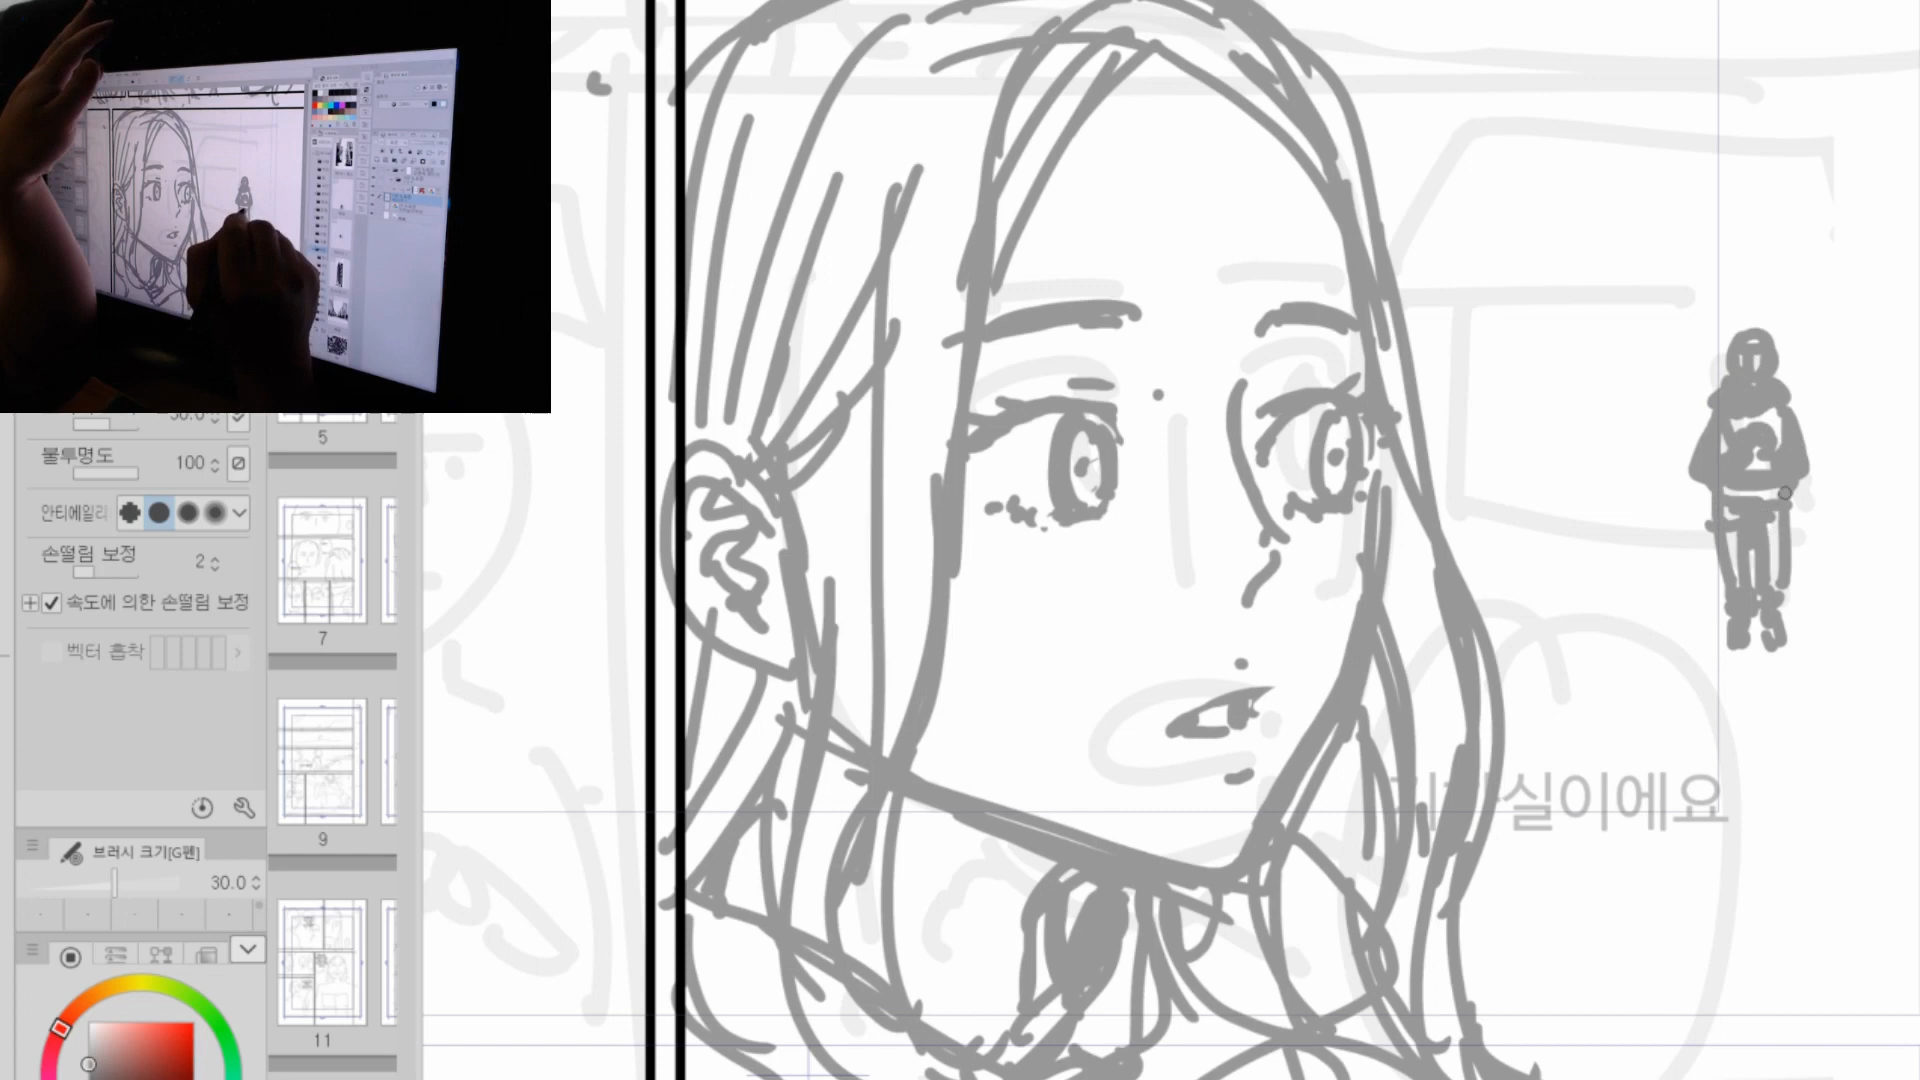 5
불투명도 100
안티에일리
손떨림 보정 2
속도에 의한 손떨림 보정
벡터 흡착
7
9
실이에요
브러시 크기[G펜]
30.0
11